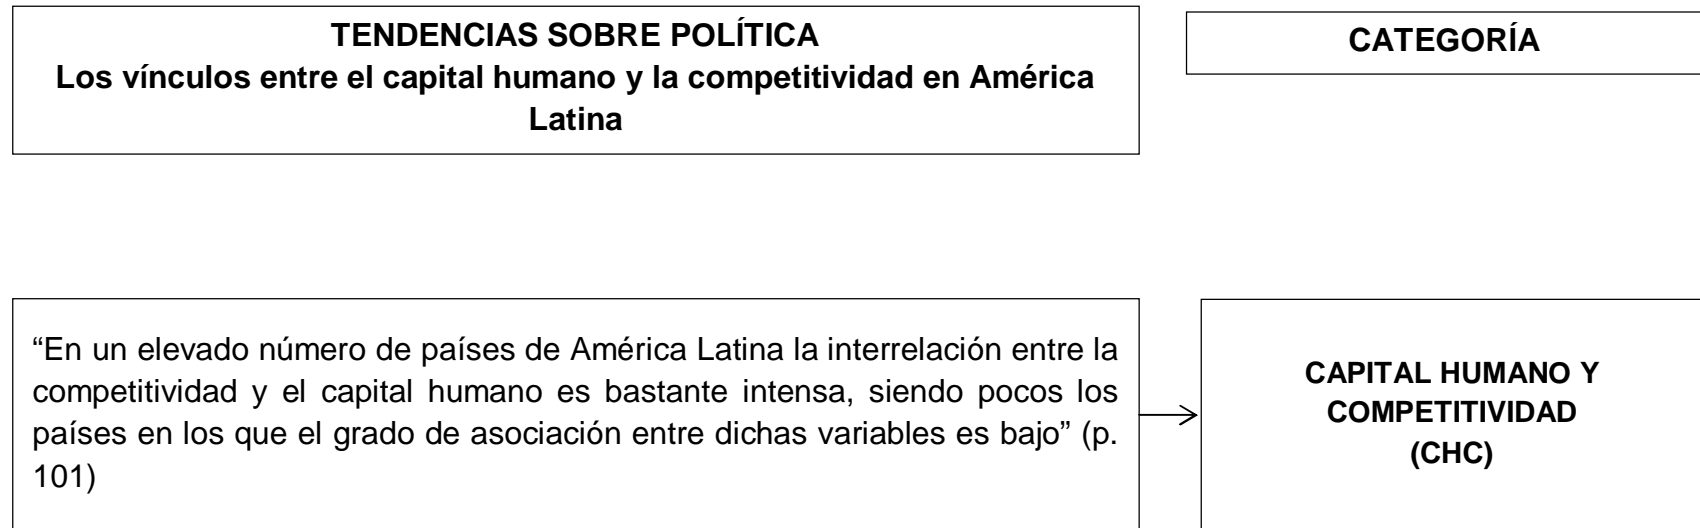 TENDENCIAS SOBRE POLÍTICA
Los vínculos entre el capital humano y la competitividad en América
Latina
CATEGORÍA
“En un elevado número de países de América Latina la interrelación entre la
competitividad y el capital humano es bastante intensa, siendo pocos los
países en los que el grado de asociación entre dichas variables es bajo” (p.
101)
CAPITAL HUMANO Y
COMPETITIVIDAD
(CHC)